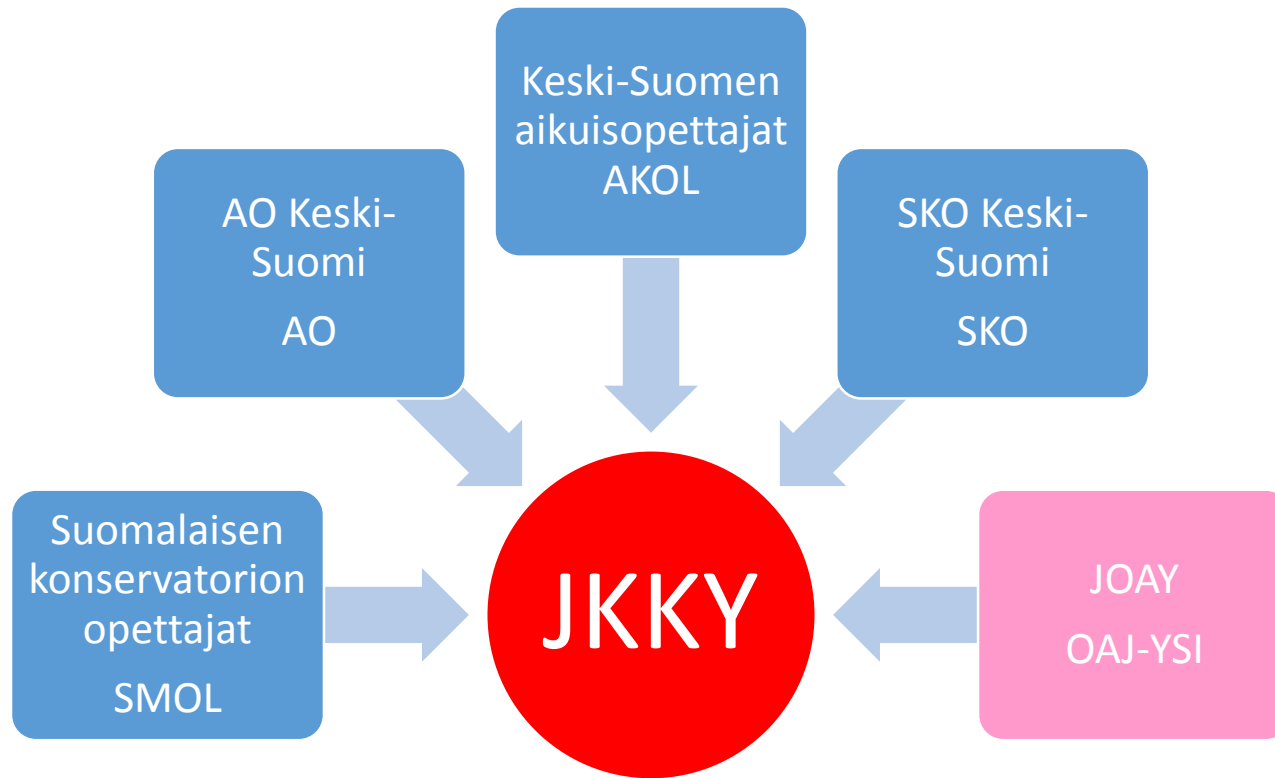 Keski-Suomen
aikuisopettajat
AKOL
AO Keski-
Suomi
AO
SKO Keski-
Suomi
SKO
Suomalaisen
konservatorion
opettajat
SMOL
JKKY
JOAY
OAJ-YSI